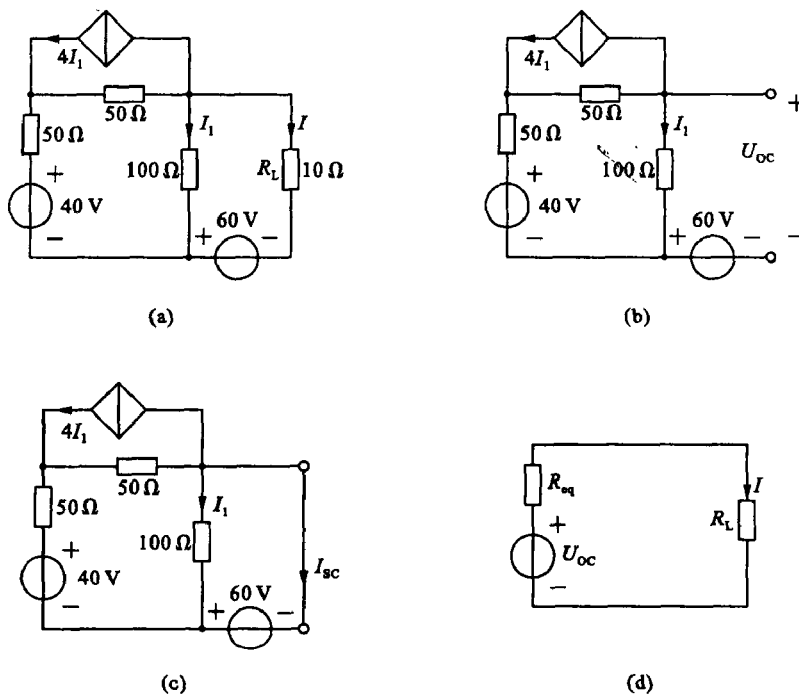 4I₁
50 Ω
50 Ω
I₁
I
100 Ω
R_L
10 Ω
+
40 V
−
+
60 V
−
(a)
4I₁
50 Ω
50 Ω
I₁
+
100 Ω
U_OC
+
40 V
−
+
60 V
−
−
(b)
4I₁
50 Ω
50 Ω
I₁
100 Ω
I_SC
+
40 V
−
+
60 V
−
(c)
R_eq
I
R_L
+
U_OC
−
(d)